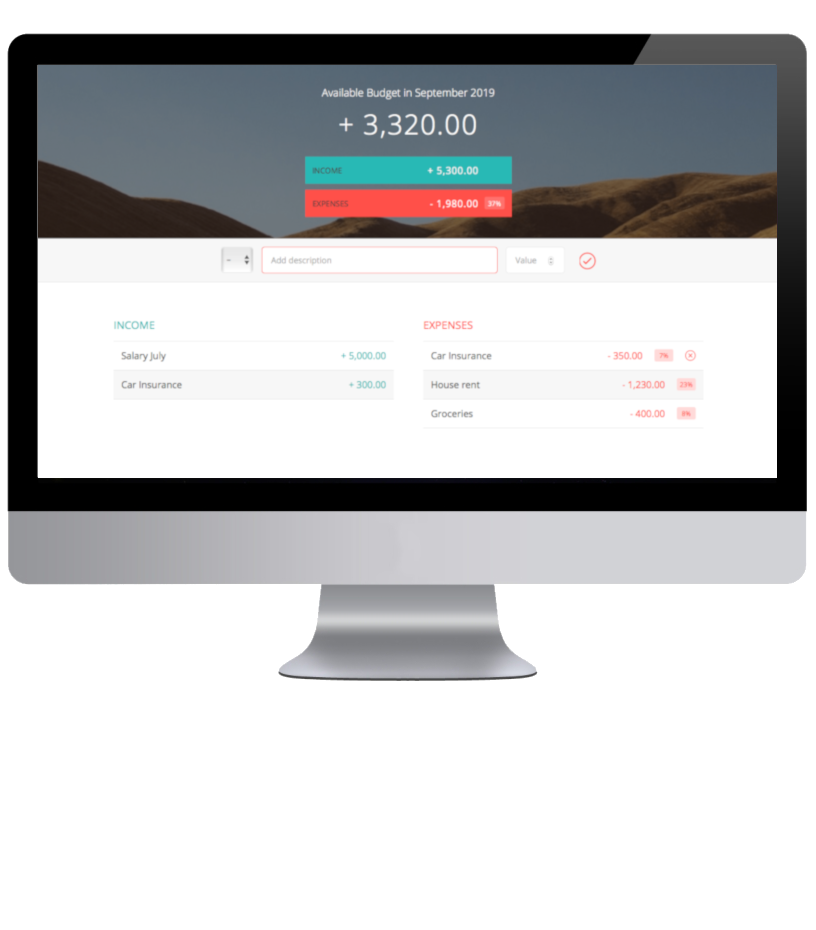 Available Budget in September 2019
+ 3,320.00
INCOME + 5,300.00
EXPENSES - 1,980.00 37%
- Add description Value
INCOME EXPENSES
Salary July + 5,000.00 Car Insurance - 350.00 7%
Car Insurance + 300.00 House rent - 1,230.00 23%
Groceries - 400.00 8%